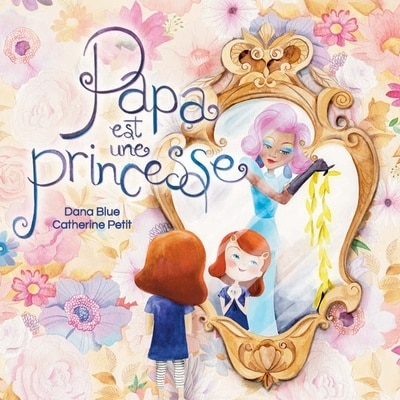 Papa
est
une
princesse
Dana Blue
Catherine Petit